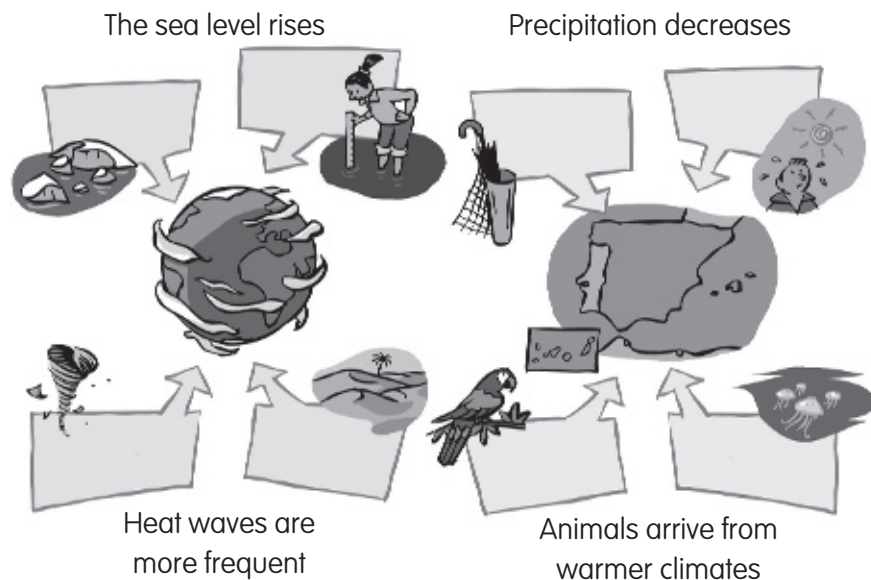 The sea level rises
Precipitation decreases
Heat waves are
more frequent
Animals arrive from
warmer climates